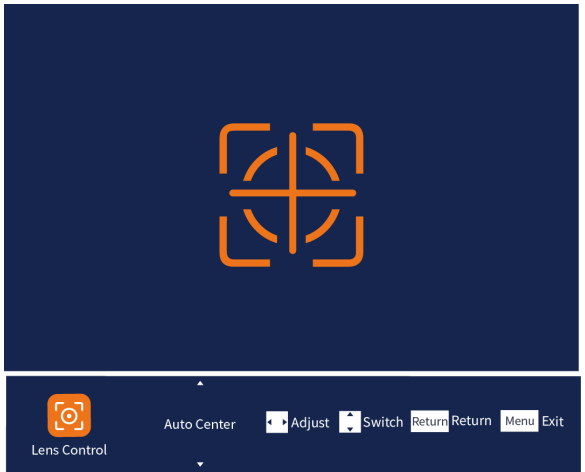 Auto Center
Adjust
Switch
Return Return
Menu Exit
Lens Control